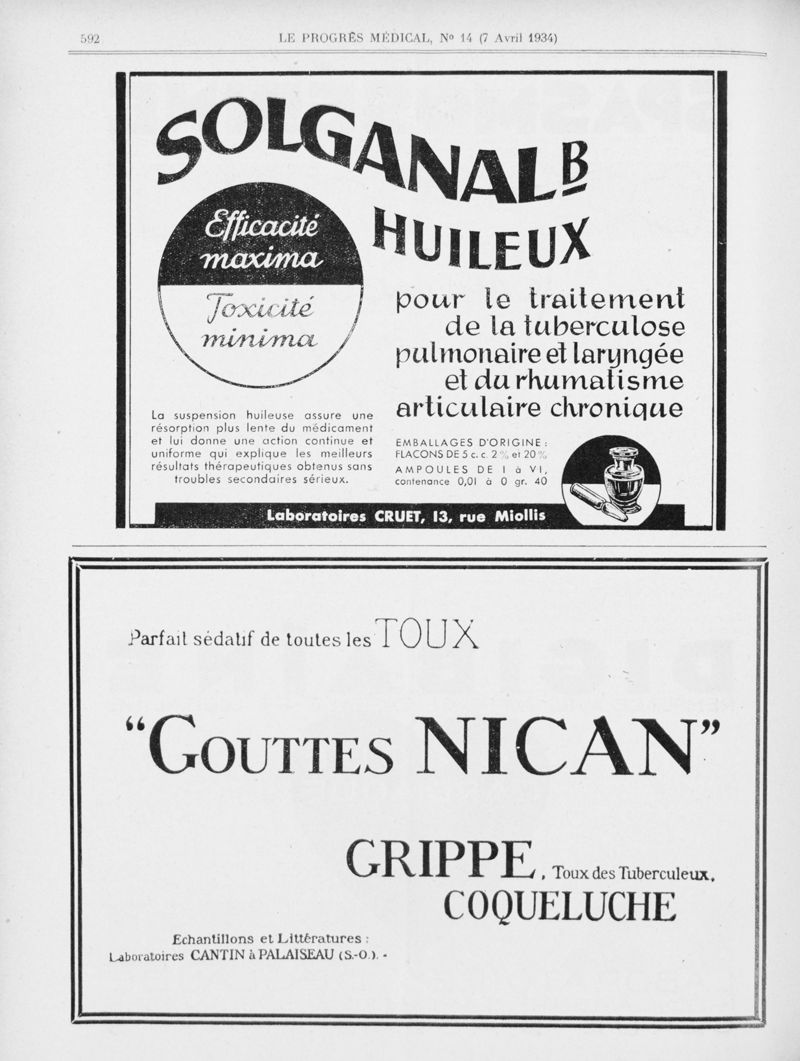 592
LE PROGRÈS MÉDICAL, Nº 14 (7 Avril 1934)
SOLGANAL B
HUILEUX
Efficacité
maxima
Toxicité
minima
pour le traitement
de la tuberculose
pulmonaire et laryngée
et du rhumatisme
articulaire chronique
La suspension huileuse assure une
résorption plus lente du médicament
et lui donne une action continue et
uniforme qui explique les meilleurs
résultats thérapeutiques obtenus sans
troubles secondaires sérieux.
EMBALLAGES D'ORIGINE :
FLACONS DE 5 c. c. 2 % et 20 %
AMPOULES DE I à VI,
contenance 0,01 à 0 gr. 40
Laboratoires CRUET, 13, rue Miollis
Parfait sédatif de toutes les TOUX
“GOUTTES NICAN”
GRIPPE, Toux des Tuberculeux,
COQUELUCHE
Echantillons et Littératures :
Laboratoires CANTIN à PALAISEAU (S.-O.). -